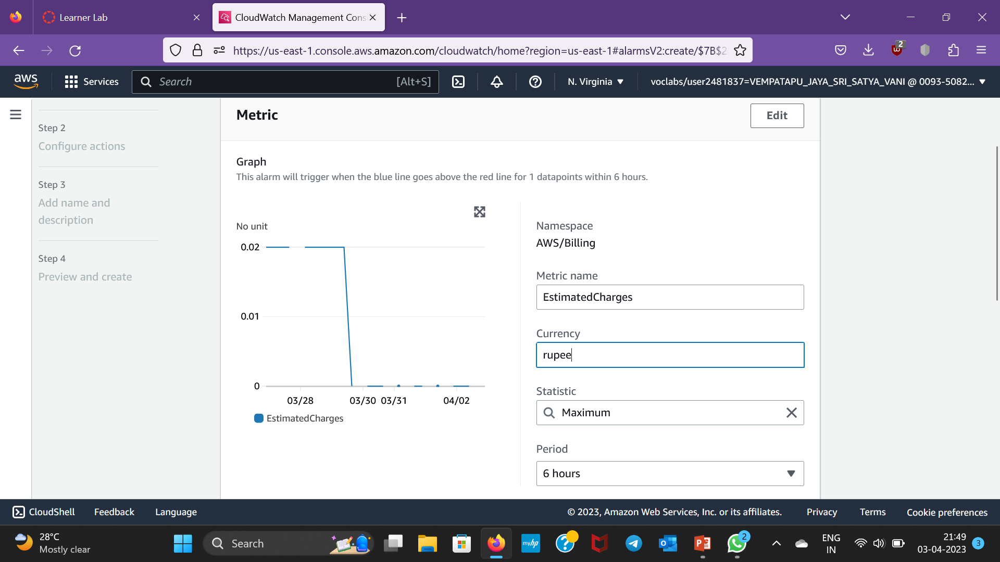 Learner Lab
CloudWatch Management Cons
https://us-east-1.console.aws.amazon.com/cloudwatch/home?region=us-east-1#alarmsV2:create/$7B$2
2
aws
Services
Search
[Alt+S]
N. Virginia
voclabs/user2481837=VEMPATAPU_JAYA_SRI_SATYA_VANI @ 0093-5082...
Step 2
Configure actions
Step 3
Add name and
description
Step 4
Preview and create
Metric
Edit
Graph
This alarm will trigger when the blue line goes above the red line for 1 datapoints within 6 hours.
No unit
0.02
0.01
0
03/28
03/30
03/31
04/02
EstimatedCharges
Namespace
AWS/Billing
Metric name
EstimatedCharges
Currency
rupee
Statistic
Maximum
Period
6 hours
CloudShell
Feedback
Language
© 2023, Amazon Web Services, Inc. or its affiliates.
Privacy
Terms
Cookie preferences
28°C
Mostly clear
Search
myhp
2
ENG
IN
21:49
03-04-2023
3